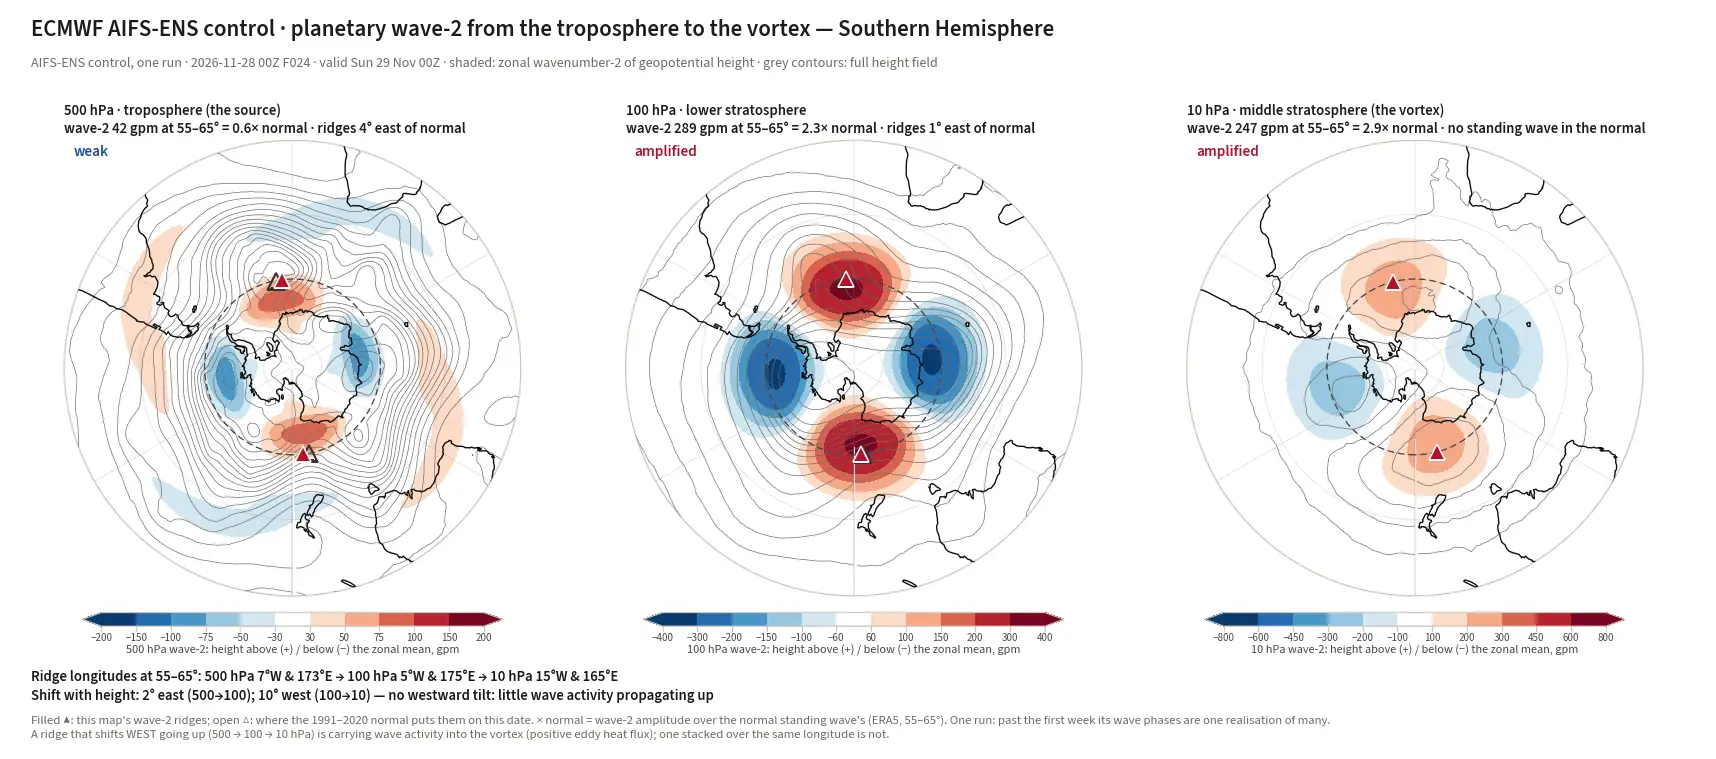 ECMWF AIFS-ENS control · planetary wave-2 from the troposphere to the vortex — Southern Hemisphere
AIFS-ENS control, one run · 2026-11-28 00Z F024 · valid Sun 29 Nov 00Z · shaded: zonal wavenumber-2 of geopotential height · grey contours: full height field
500 hPa · troposphere (the source)
wave-2 42 gpm at 55–65° = 0.6× normal · ridges 4° east of normal
weak
100 hPa · lower stratosphere
wave-2 289 gpm at 55–65° = 2.3× normal · ridges 1° east of normal
amplified
10 hPa · middle stratosphere (the vortex)
wave-2 247 gpm at 55–65° = 2.9× normal · no standing wave in the normal
amplified
−200 −150 −100 −75 −50 −30 30 50 75 100 150 200
500 hPa wave-2: height above (+) / below (−) the zonal mean, gpm
−400 −300 −200 −150 −100 −60 60 100 150 200 300 400
100 hPa wave-2: height above (+) / below (−) the zonal mean, gpm
−800 −600 −450 −300 −200 −100 100 200 300 450 600 800
10 hPa wave-2: height above (+) / below (−) the zonal mean, gpm
Ridge longitudes at 55–65°: 500 hPa 7°W & 173°E → 100 hPa 5°W & 175°E → 10 hPa 15°W & 165°E
Shift with height: 2° east (500→100); 10° west (100→10) — no westward tilt: little wave activity propagating up
Filled ▲: this map's wave-2 ridges; open △: where the 1991–2020 normal puts them on this date. × normal = wave-2 amplitude over the normal standing wave's (ERA5, 55–65°). One run: past the first week its wave phases are one realisation of many.
A ridge that shifts WEST going up (500 → 100 → 10 hPa) is carrying wave activity into the vortex (positive eddy heat flux); one stacked over the same longitude is not.